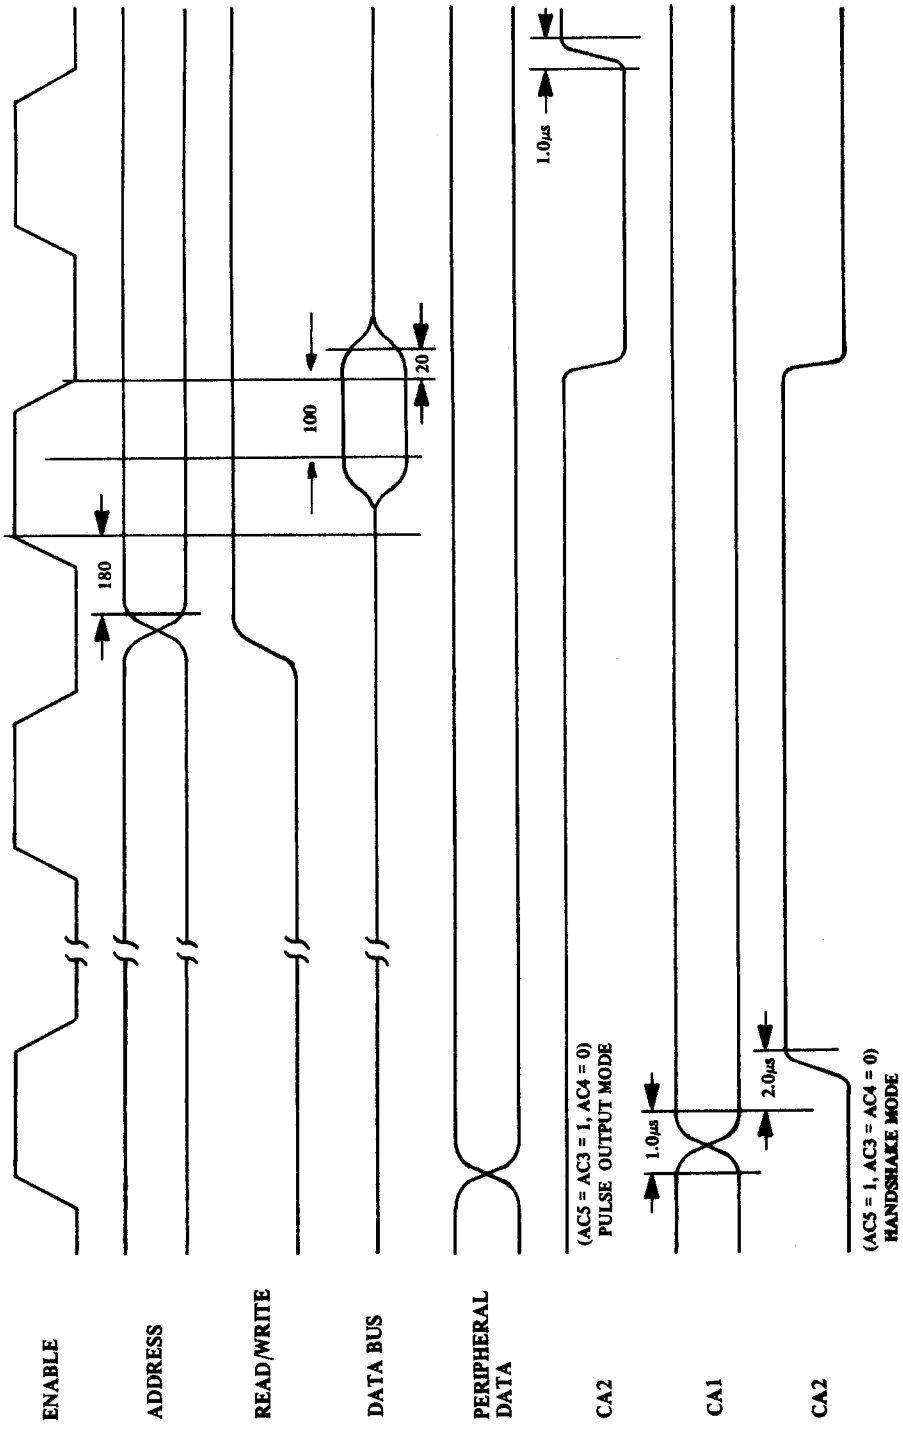 ENABLE
180
ADDRESS
READ/WRITE
100
DATA BUS
20
PERIPHERAL
DATA
1.0μs
CA2
(AC5 = AC3 = 1, AC4 = 0)
PULSE OUTPUT MODE
1.0μs
CA1
2.0μs
CA2
(AC5 = 1, AC3 = AC4 = 0)
HANDSHAKE MODE